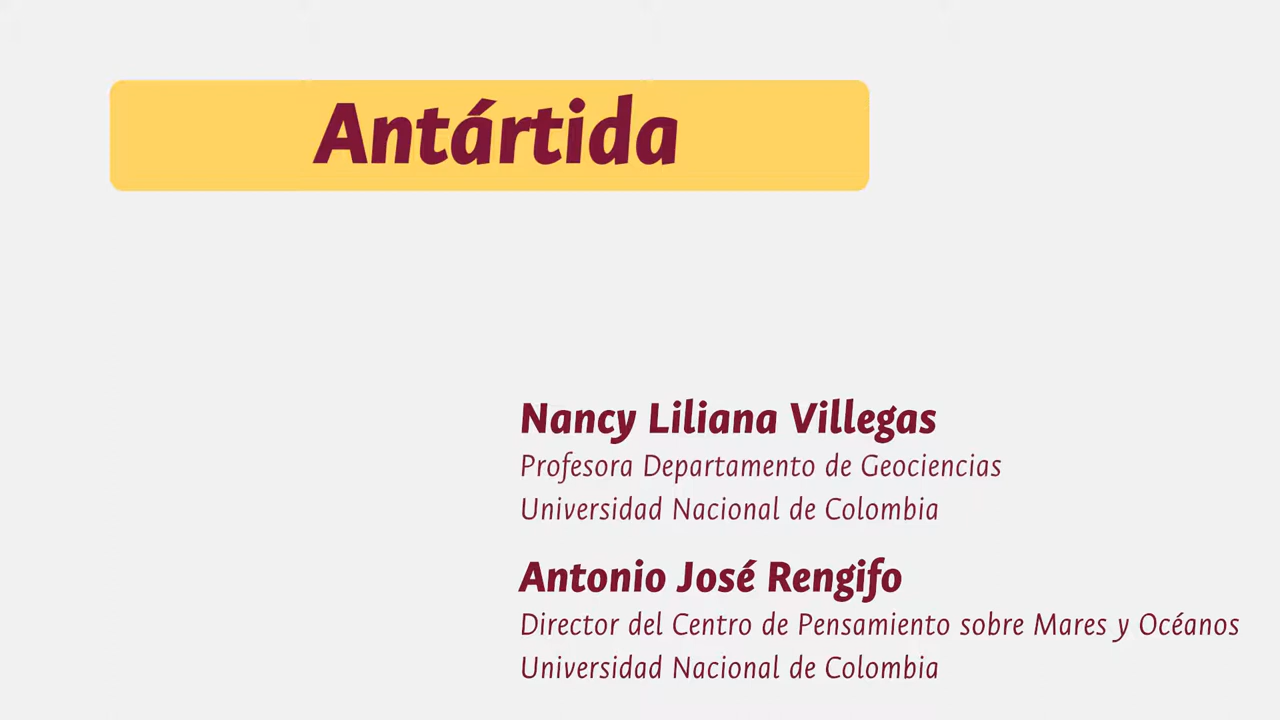 Antártida
Nancy Liliana Villegas
Profesora Departamento de Geociencias
Universidad Nacional de Colombia
Antonio José Rengifo
Director del Centro de Pensamiento sobre Mares y Océanos
Universidad Nacional de Colombia